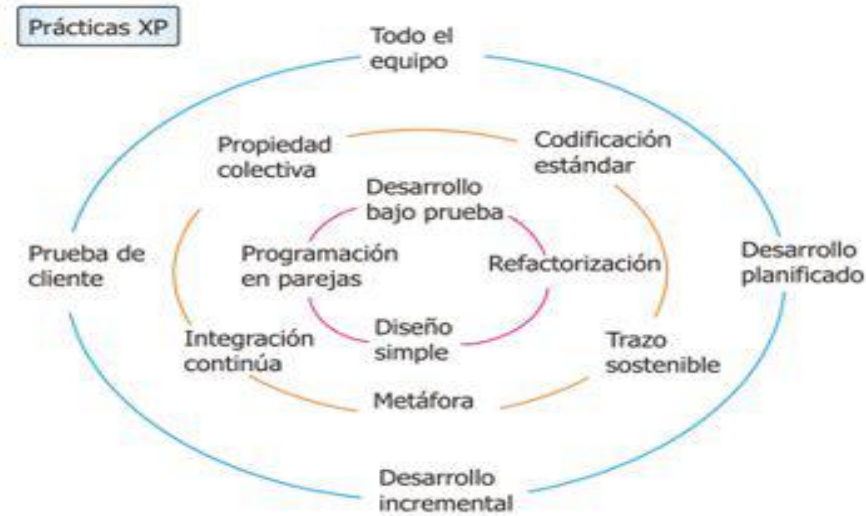 Prácticas XP
Todo el
equipo
Propiedad
colectiva
Codificación
estándar
Desarrollo
bajo prueba
Prueba de
cliente
Programación
en parejas
Refactorización
Desarrollo
planificado
Integración
continúa
Diseño
simple
Trazo
sostenible
Metáfora
Desarrollo
incremental